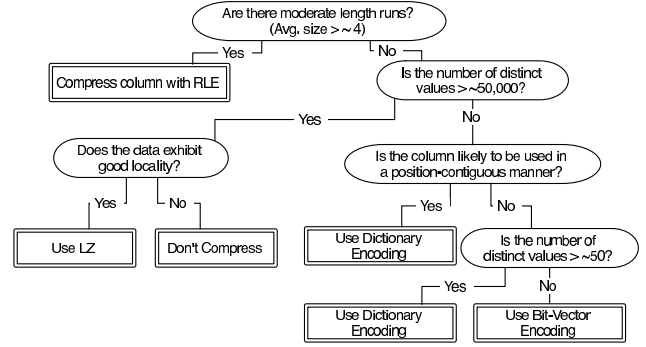 Are there moderate length runs?
(Avg. size > ~ 4)
Yes
No
Compress column with RLE
Is the number of distinct
values > ~50,000?
Yes
No
Does the data exhibit
good locality?
Is the column likely to be used in
a position-contiguous manner?
Yes
No
Yes
No
Use LZ
Don't Compress
Use Dictionary
Encoding
Is the number of
distinct values > ~50?
Yes
No
Use Dictionary
Encoding
Use Bit-Vector
Encoding